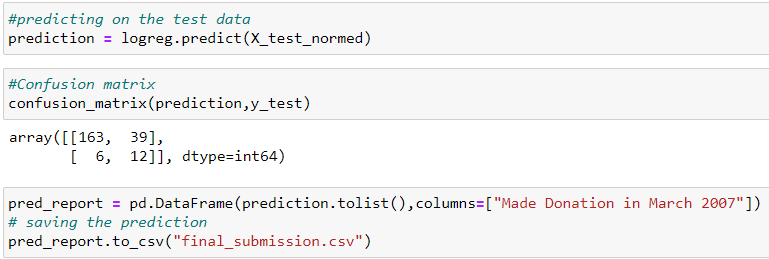 #predicting on the test data
prediction = logreg.predict(X_test_normed)
#Confusion matrix
confusion_matrix(prediction,y_test)
array([[163,  39],
       [  6,  12]], dtype=int64)
pred_report = pd.DataFrame(prediction.tolist(),columns=["Made Donation in March 2007"])
# saving the prediction
pred_report.to_csv("final_submission.csv")